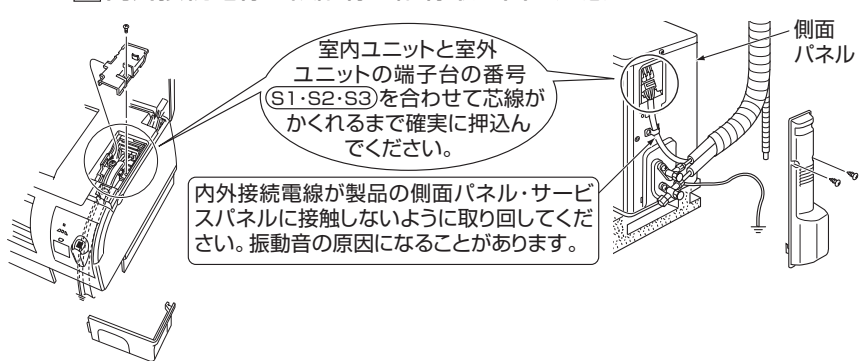 室内ユニットと室外
ユニットの端子台の番号
(S1・S2・S3)を合わせて芯線が
かくれるまで確実に押込ん
でください。
側面
パネル
内外接続電線が製品の側面パネル・サービ
スパネルに接触しないように取り回してくだ
さい。振動音の原因になることがあります。